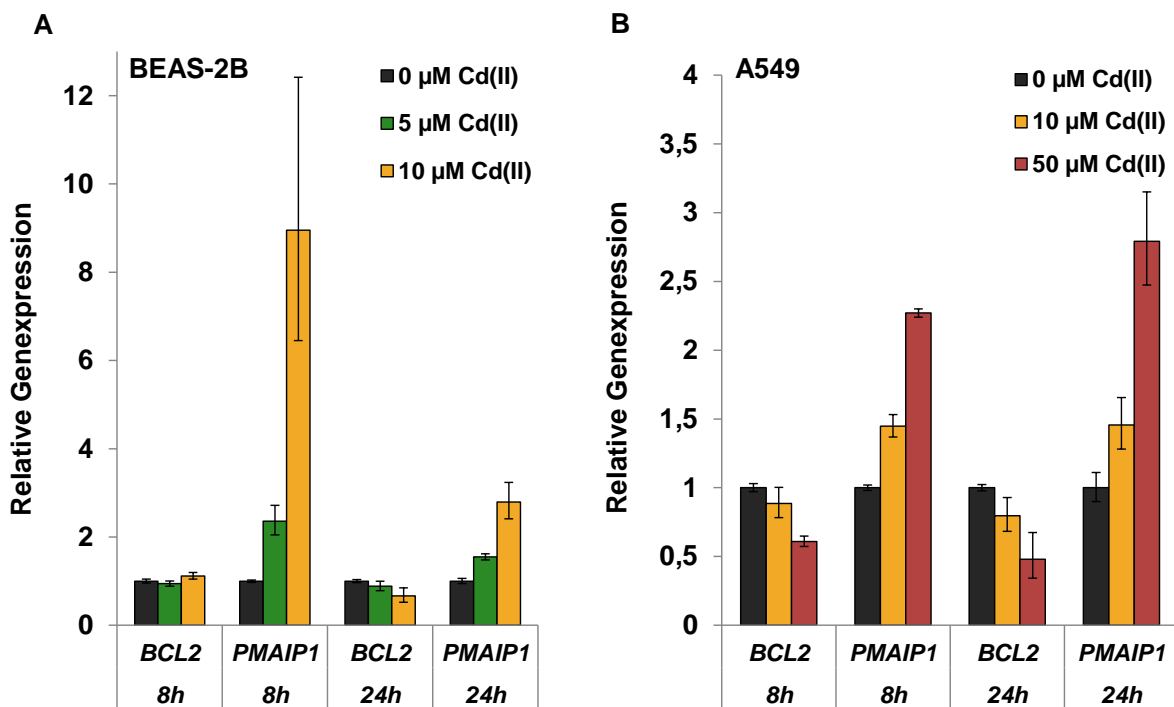 A
BEAS-2B
0 µM Cd(II)
5 µM Cd(II)
10 µM Cd(II)
Relative Genexpression
12
10
8
6
4
2
0
BCL2 PMAIP1 BCL2 PMAIP1
8h 8h 24h 24h
B
A549
0 µM Cd(II)
10 µM Cd(II)
50 µM Cd(II)
Relative Genexpression
4
3,5
3
2,5
2
1,5
1
0,5
0
BCL2 PMAIP1 BCL2 PMAIP1
8h 8h 24h 24h